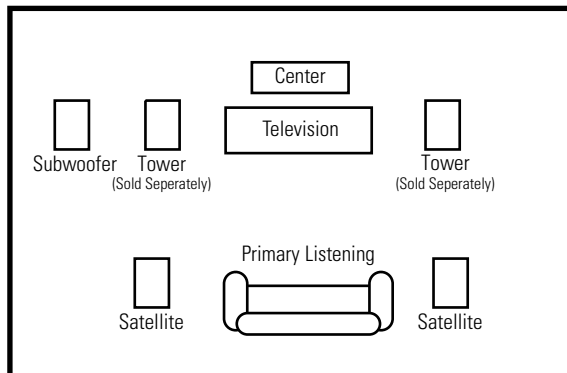 Center
Television
Subwoofer
Tower
(Sold Seperately)
Tower
(Sold Seperately)
Primary Listening
Satellite
Satellite